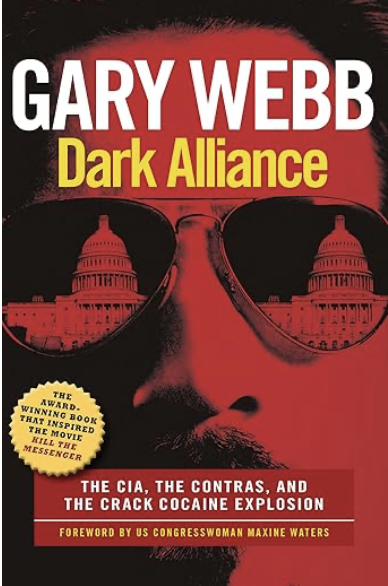 GARY WEBB
Dark Alliance
THE
AWARD-
WINNING BOOK
THAT INSPIRED
THE MOVIE
KILL THE
MESSENGER
THE CIA, THE CONTRAS, AND
THE CRACK COCAINE EXPLOSION
FOREWORD BY US CONGRESSWOMAN MAXINE WATERS